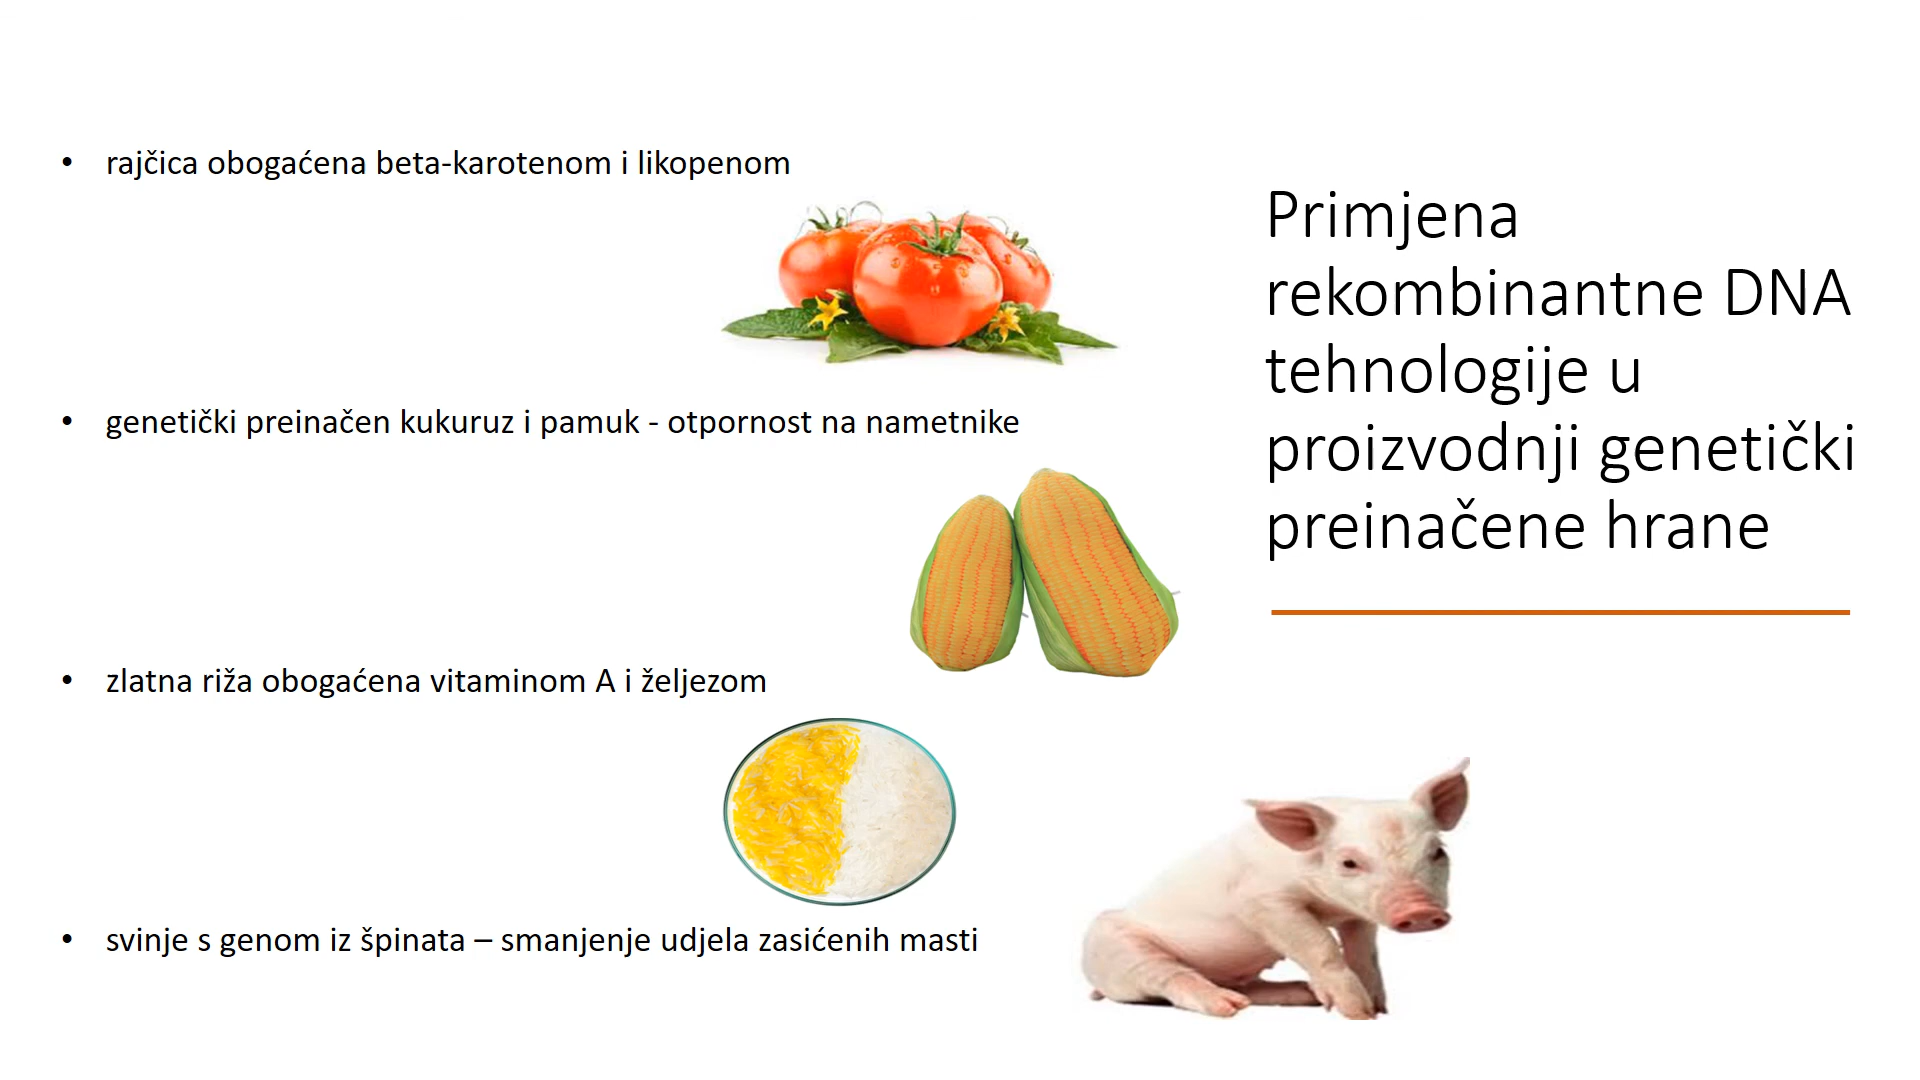 • rajčica obogaćena beta-karotenom i likopenom
• genetički preinačen kukuruz i pamuk - otpornost na nametnike
• zlatna riža obogaćena vitaminom A i željezom
• svinje s genom iz špinata – smanjenje udjela zasićenih masti
Primjena
rekombinantne DNA
tehnologije u
proizvodnji genetički
preinačene hrane